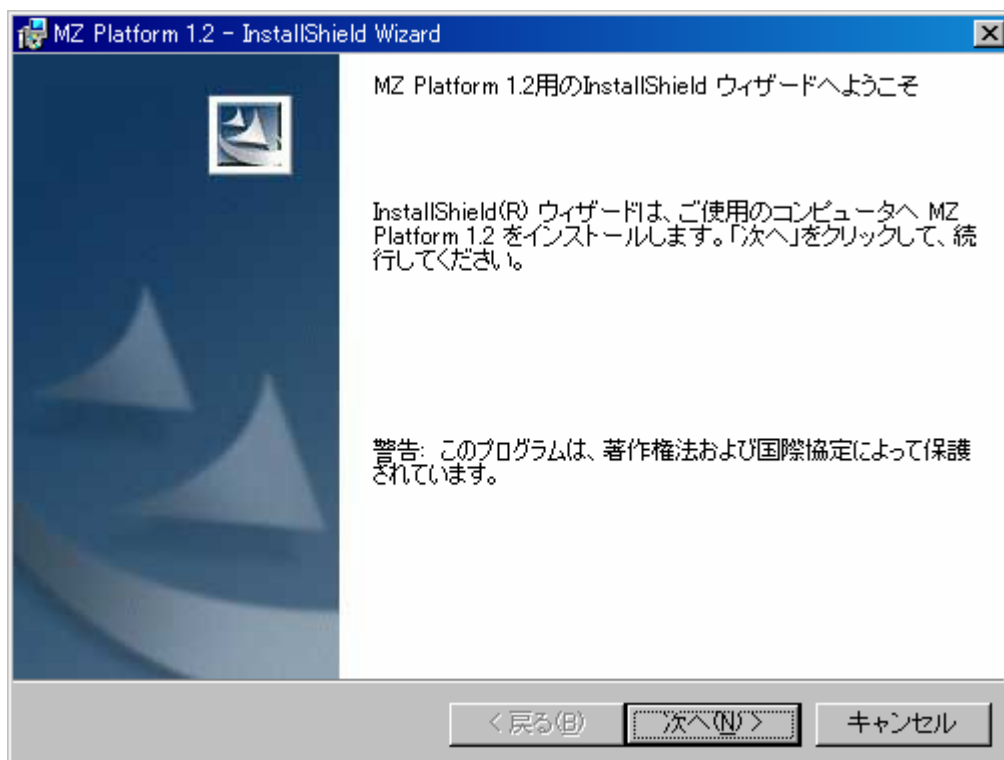 MZ Platform 1.2 - InstallShield Wizard
MZ Platform 1.2用のInstallShield ウィザードへようこそ
InstallShield(R) ウィザードは、ご使用のコンピュータへ MZ
Platform 1.2 をインストールします。「次へ」をクリックして、続
行してください。
警告: このプログラムは、著作権法および国際協定によって保護
されています。
< 戻る(B)
次へ(N) >
キャンセル